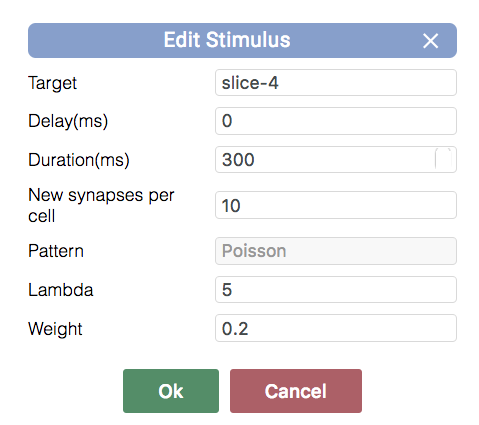 Edit Stimulus ×
Target slice-4
Delay(ms) 0
Duration(ms) 300
New synapses per
cell 10
Pattern Poisson
Lambda 5
Weight 0.2
Ok Cancel